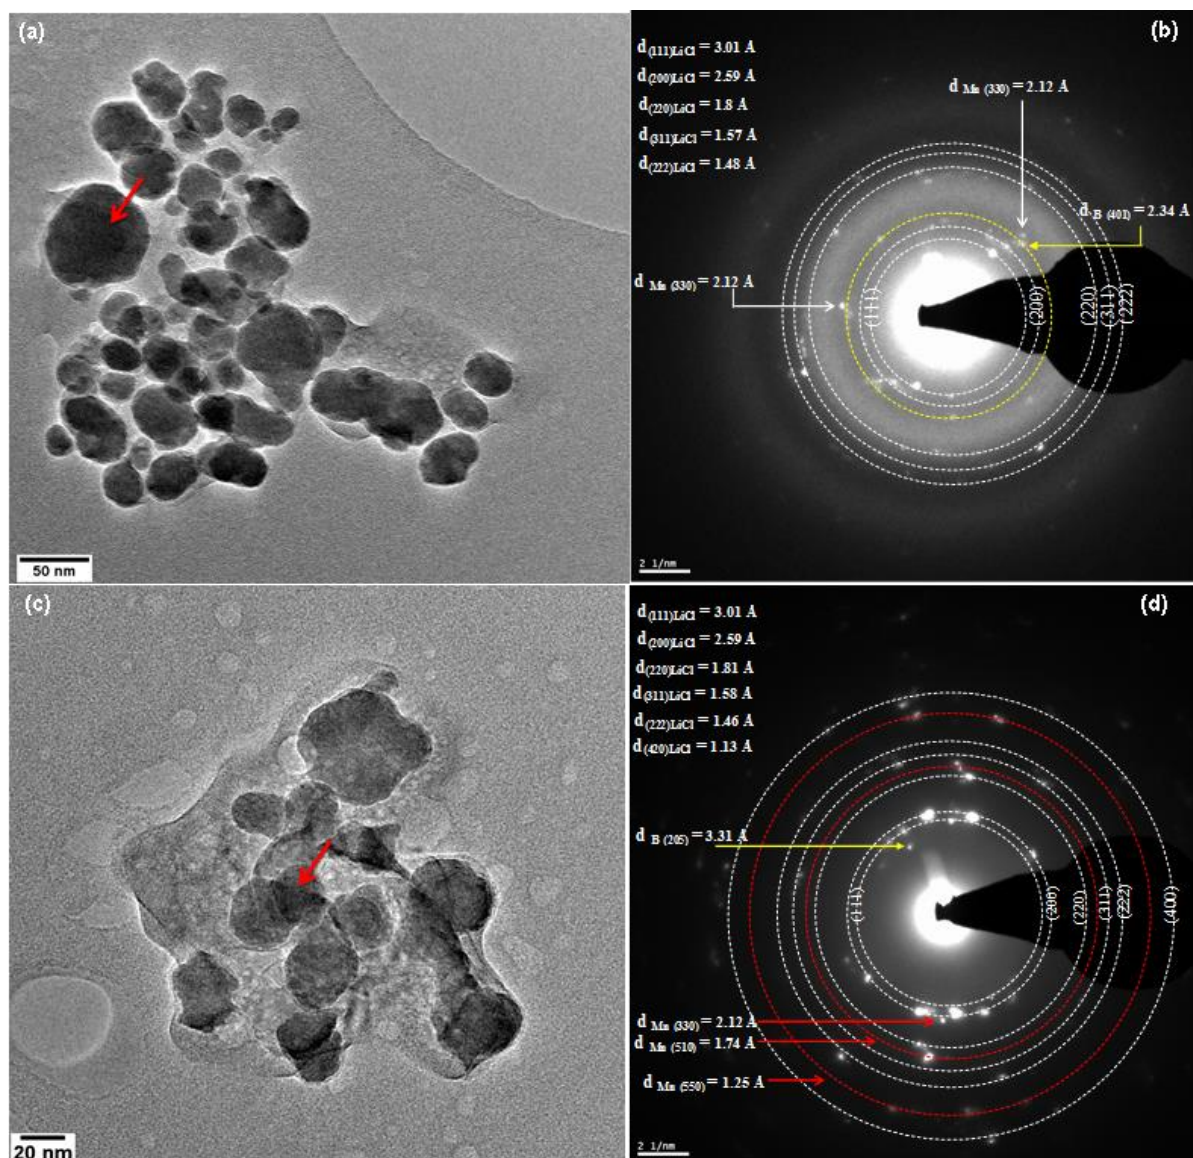 (a)
50 nm
(b)
d(111)LiCl = 3.01 A
d(200)LiCl = 2.59 A
d(220)LiCl = 1.8 A
d(311)LiCl = 1.57 A
d(222)LiCl = 1.48 A
d Mn (330) = 2.12 A
d B (401) = 2.34 A
d Mn (330) = 2.12 A
(111)
(200)
(220)
(311)
(222)
2 1/nm
(c)
20 nm
(d)
d(111)LiCl = 3.01 A
d(200)LiCl = 2.59 A
d(220)LiCl = 1.81 A
d(311)LiCl = 1.58 A
d(222)LiCl = 1.46 A
d(420)LiCl = 1.13 A
d B (205) = 3.31 A
(111)
(200)
(220)
(311)
(222)
(400)
d Mn (330) = 2.12 A
d Mn (510) = 1.74 A
d Mn (550) = 1.25 A
2 1/nm